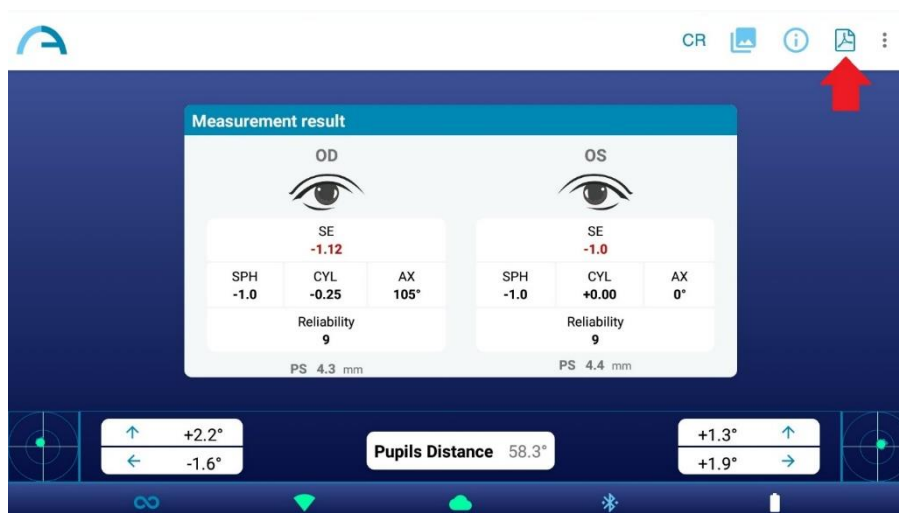 CR
Measurement result
OD
OS
SE
-1.12
SE
-1.0
SPH
-1.0
CYL
-0.25
AX
105°
SPH
-1.0
CYL
+0.00
AX
0°
Reliability
9
Reliability
9
PS 4.3 mm
PS 4.4 mm
↑ +2.2°
← -1.6°
Pupils Distance 58.3°
+1.3° ↑
+1.9° →